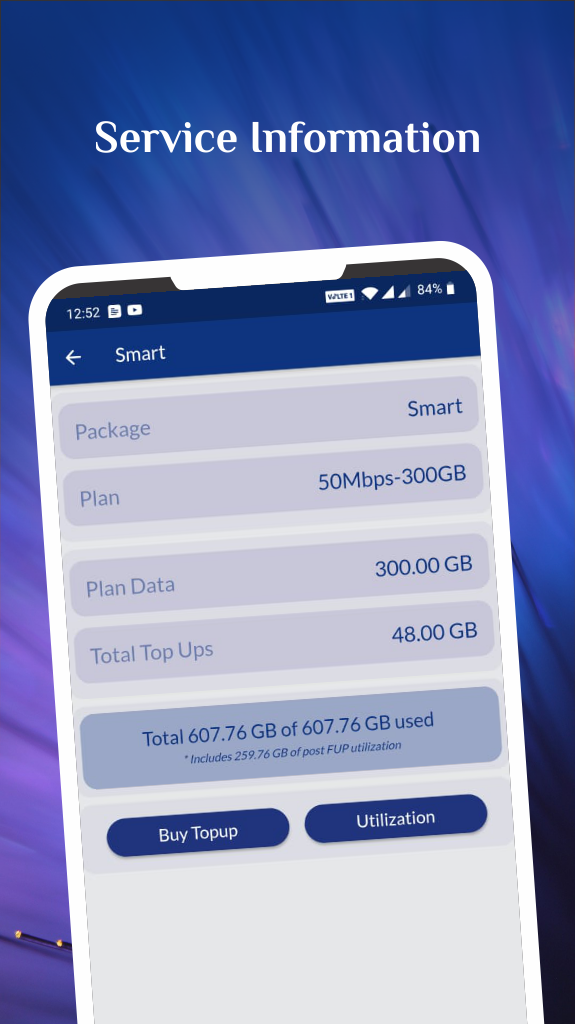 Service Information
12:52
VoLTE 1
84%
Smart
Package
Smart
Plan
50Mbps-300GB
Plan Data
300.00 GB
Total Top Ups
48.00 GB
Total 607.76 GB of 607.76 GB used
* Includes 259.76 GB of post FUP utilization
Buy Topup
Utilization